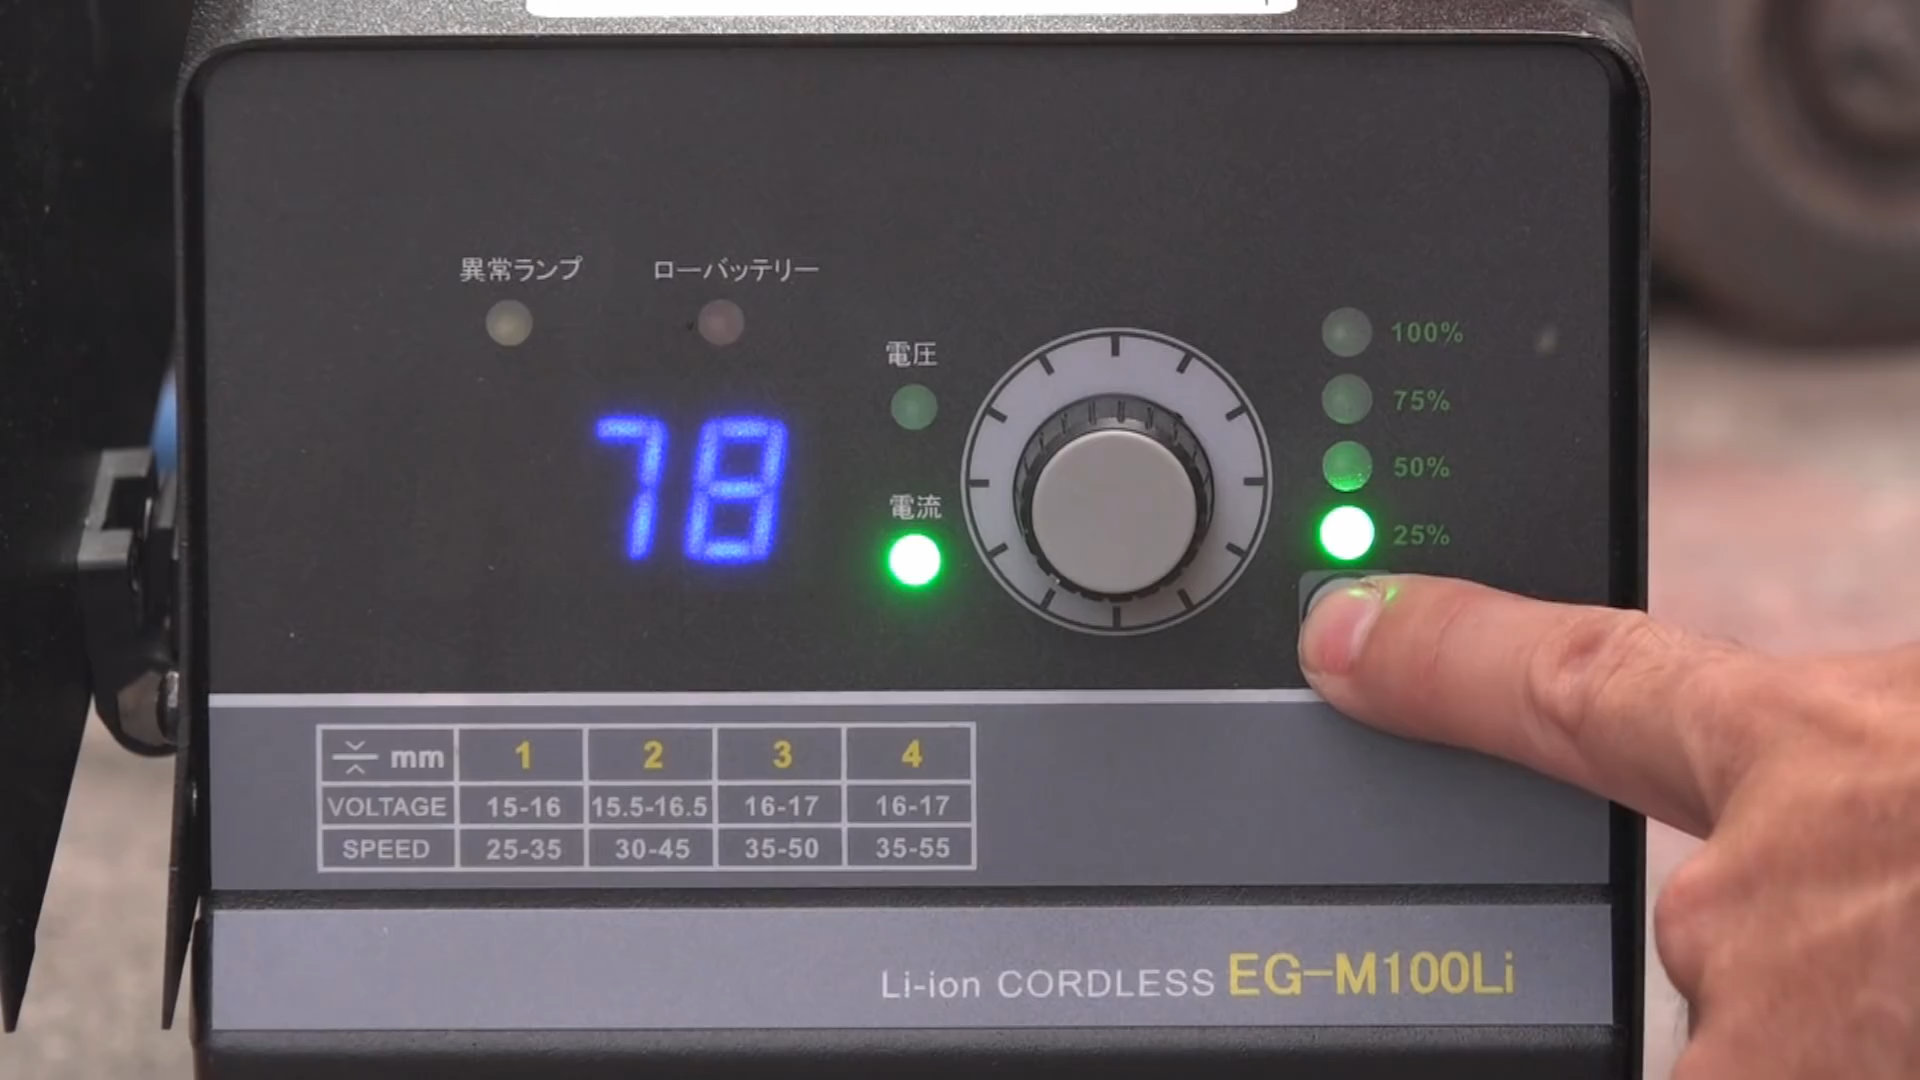 異常ランプ ローバッテリー
電圧
78
電流
100%
75%
50%
25%
mm 1 2 3 4
VOLTAGE 15-16 15.5-16.5 16-17 16-17
SPEED 25-35 30-45 35-50 35-55
Li-ion CORDLESS EG-M100Li